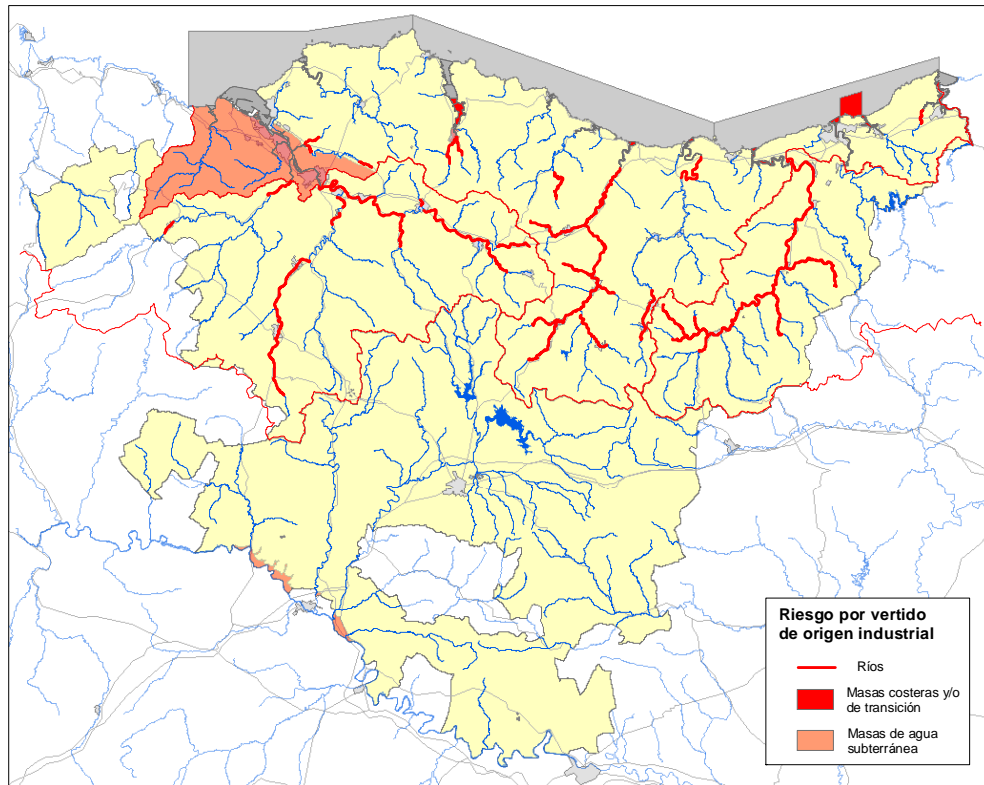 Riesgo por vertido
de origen industrial
Ríos
Masas costeras y/o
de transición
Masas de agua
subterránea